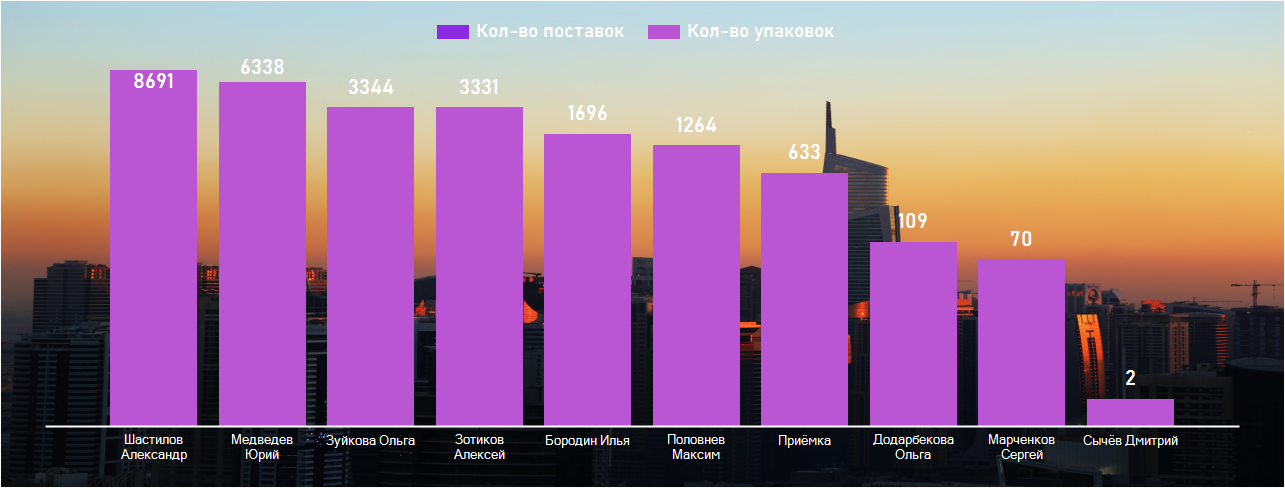 Кол-во поставок Кол-во упаковок
8691
6338
3344
3331
1696
1264
633
109
70
2
Шастилов
Александр
Медведев
Юрий
Зуйкова Ольга
Зотиков
Алексей
Бородин Илья
Половнев
Максим
Приёмка
Додарбекова
Ольга
Марченков
Сергей
Сычёв Дмитрий